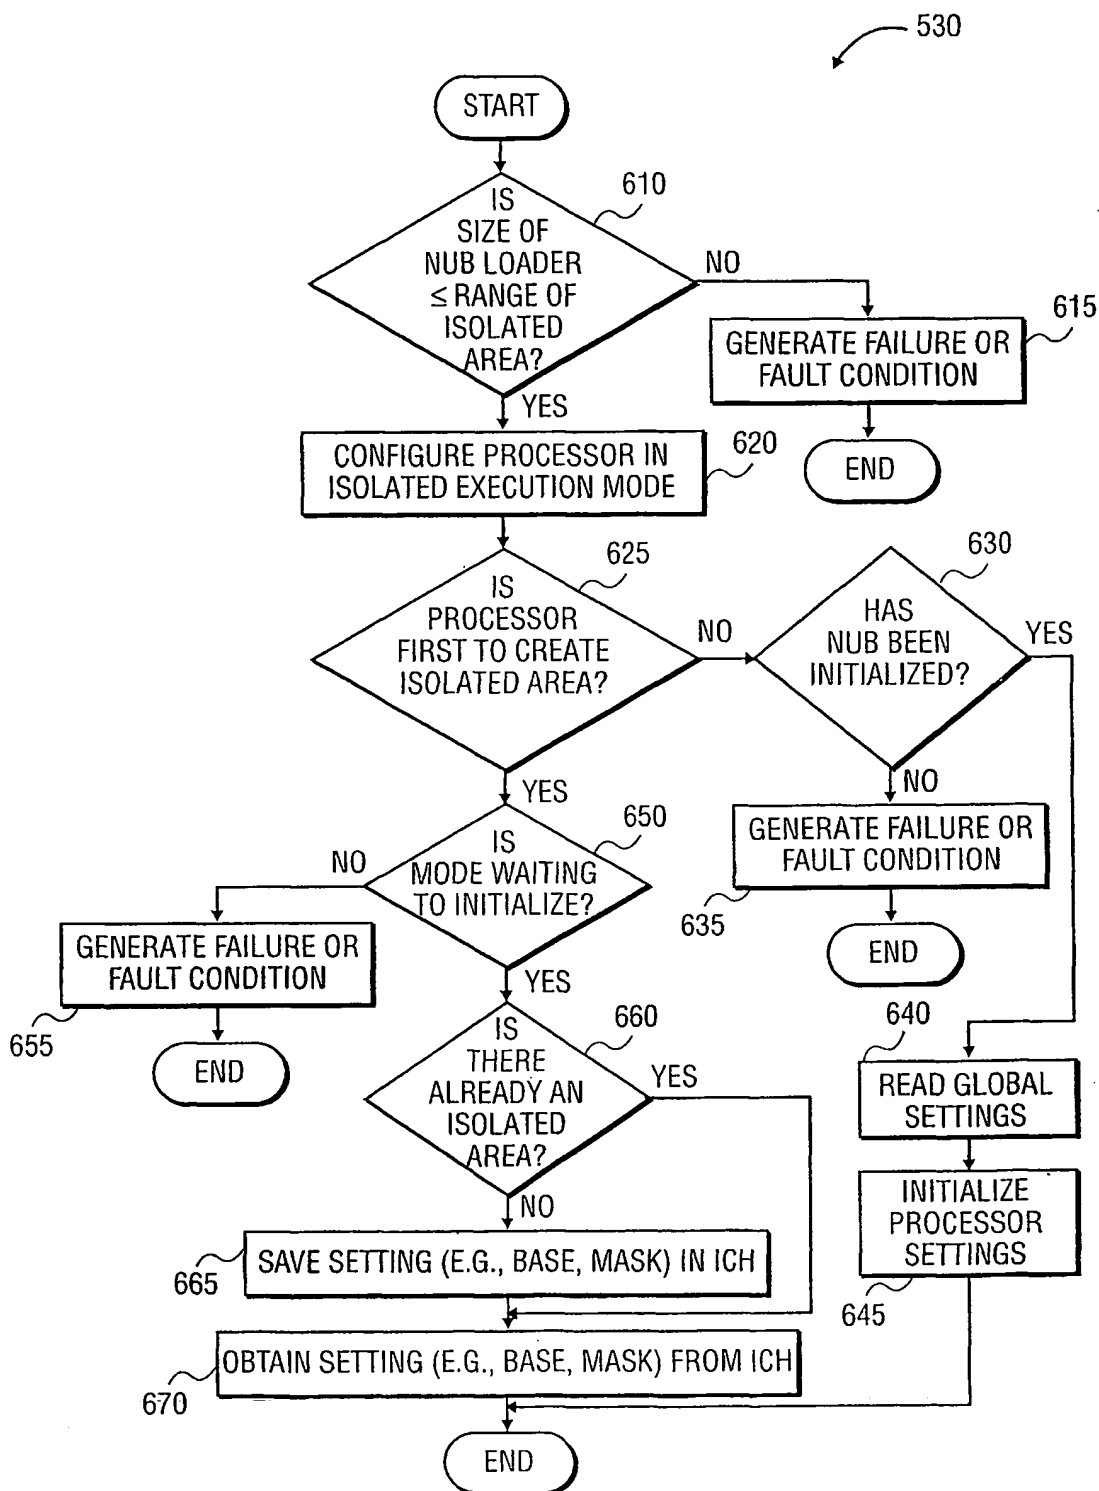 530
START
610
IS
SIZE OF
NUB LOADER
≤ RANGE OF
ISOLATED
AREA?
NO
615
GENERATE FAILURE OR
FAULT CONDITION
END
YES
620
CONFIGURE PROCESSOR IN
ISOLATED EXECUTION MODE
625
IS
PROCESSOR
FIRST TO CREATE
ISOLATED AREA?
NO
630
HAS
NUB BEEN
INITIALIZED?
YES
NO
GENERATE FAILURE OR
FAULT CONDITION
635
END
YES
650
IS
MODE WAITING
TO INITIALIZE?
NO
GENERATE FAILURE OR
FAULT CONDITION
655
END
YES
660
IS
THERE
ALREADY AN
ISOLATED
AREA?
YES
640
READ GLOBAL
SETTINGS
INITIALIZE
PROCESSOR
SETTINGS
645
NO
SAVE SETTING (E.G., BASE, MASK) IN ICH
665
OBTAIN SETTING (E.G., BASE, MASK) FROM ICH
670
END